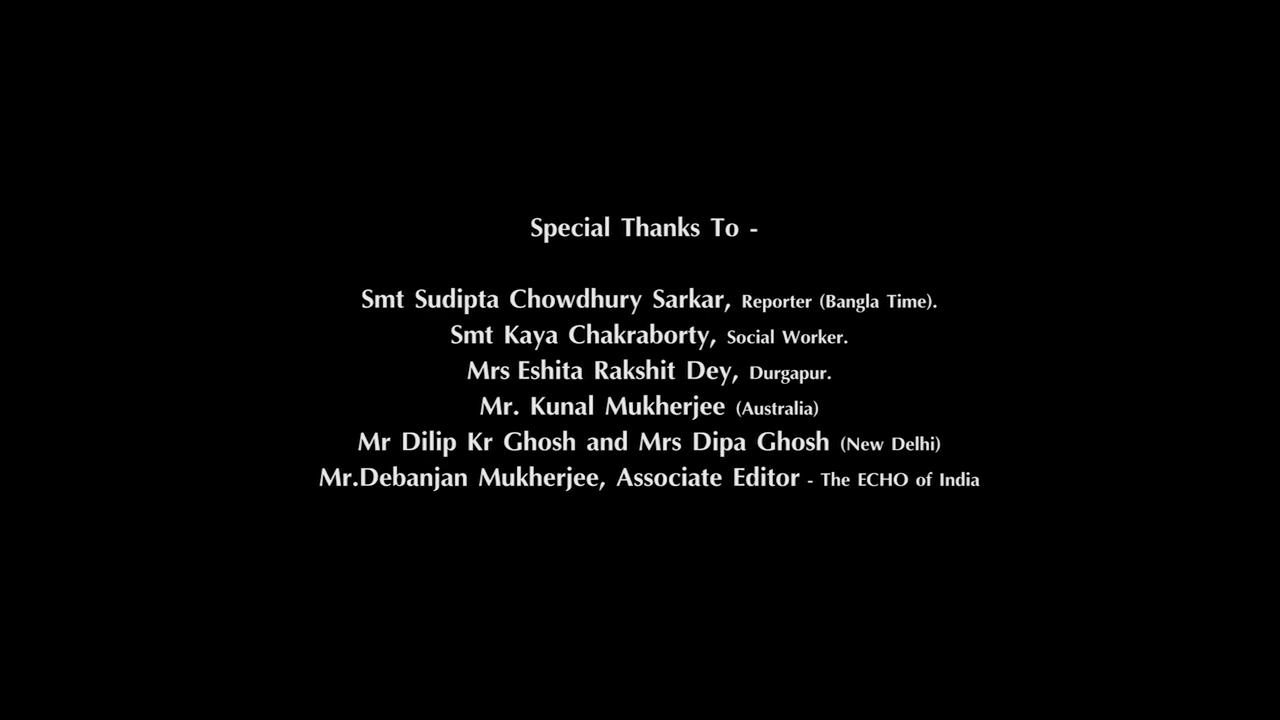 Special Thanks To -
Smt Sudipta Chowdhury Sarkar, Reporter (Bangla Time).
Smt Kaya Chakraborty, Social Worker.
Mrs Eshita Rakshit Dey, Durgapur.
Mr. Kunal Mukherjee (Australia)
Mr Dilip Kr Ghosh and Mrs Dipa Ghosh (New Delhi)
Mr.Debanjan Mukherjee, Associate Editor - The ECHO of India